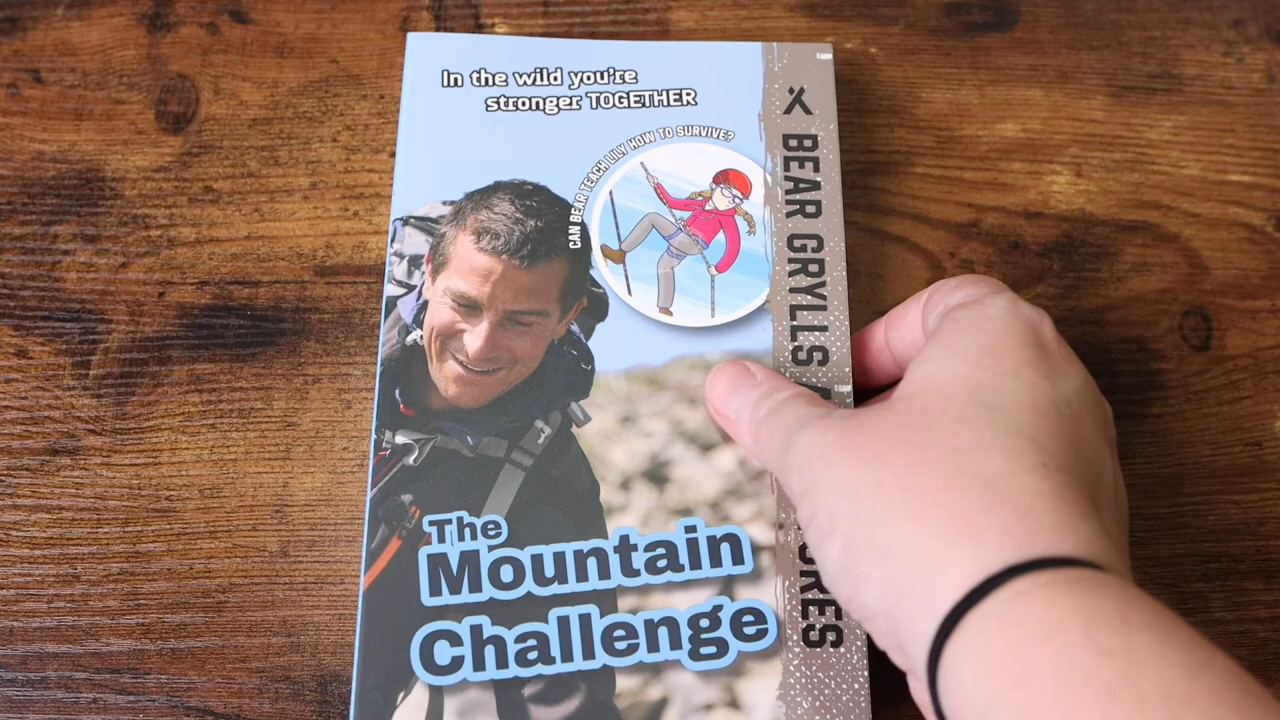 In the wild you're
stronger TOGETHER
CAN BEAR TEACH LILY HOW TO SURVIVE?
BEAR GRYLLS
The
Mountain
Challenge